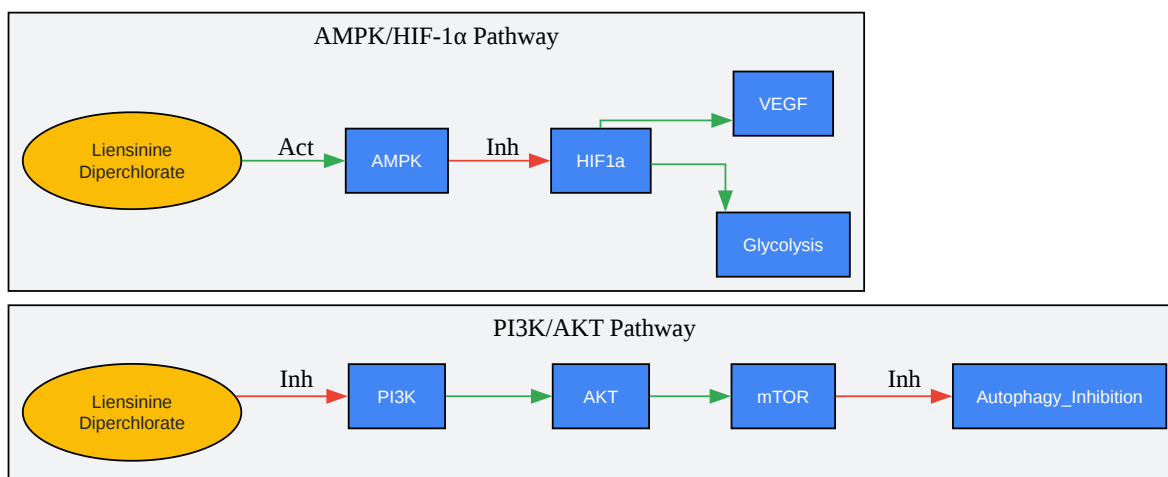 AMPK/HIF-1α Pathway
Liensinine
Diperchlorate
Act
AMPK
Inh
HIF1a
VEGF
Glycolysis
PI3K/AKT Pathway
Liensinine
Diperchlorate
Inh
PI3K
AKT
mTOR
Inh
Autophagy_Inhibition